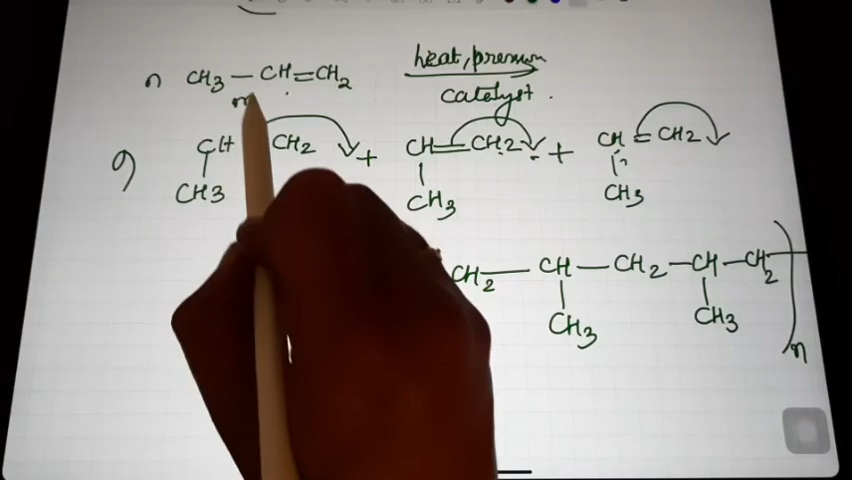 n CH3 — CH = CH2 heat, pressure
catalyst.
CH CH2 + CH = CH2 + CH = CH2
CH3 CH3 CH3
CH2 — CH — CH2 — CH — CH2
CH3 CH3
n